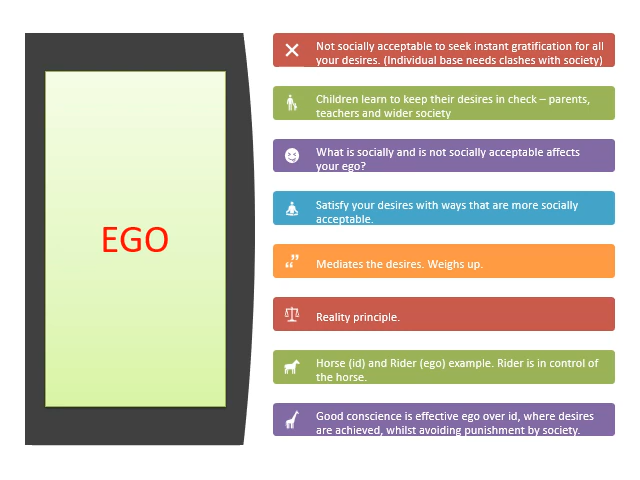 EGO
Not socially acceptable to seek instant gratification for all
your desires. (Individual base needs clashes with society)
Children learn to keep their desires in check – parents,
teachers and wider society
What is socially and is not socially acceptable affects
your ego?
Satisfy your desires with ways that are more socially
acceptable.
Mediates the desires. Weighs up.
Reality principle.
Horse (id) and Rider (ego) example. Rider is in control of
the horse.
Good conscience is effective ego over id, where desires
are achieved, whilst avoiding punishment by society.